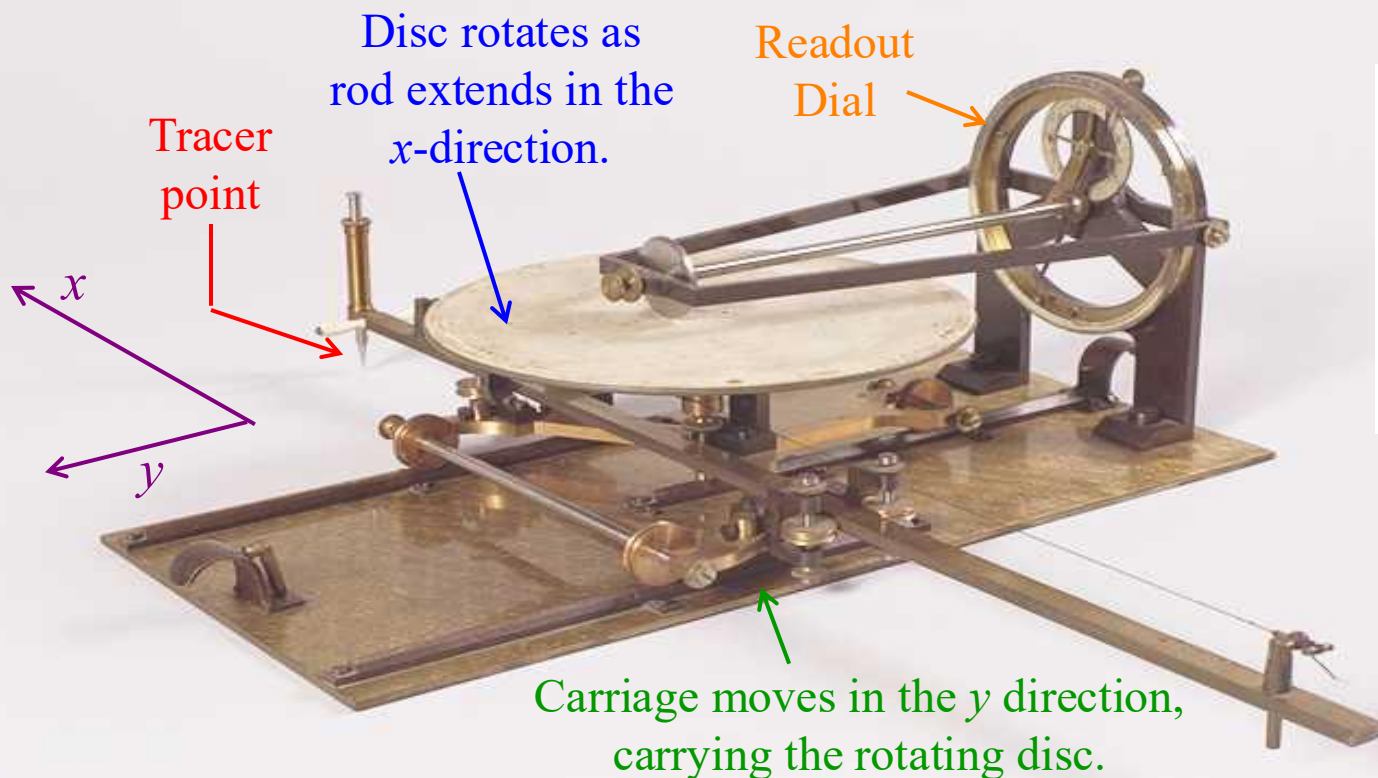 Disc rotates as
rod extends in the
x-direction.
Readout
Dial
Tracer
point
x
y
Carriage moves in the y direction,
carrying the rotating disc.